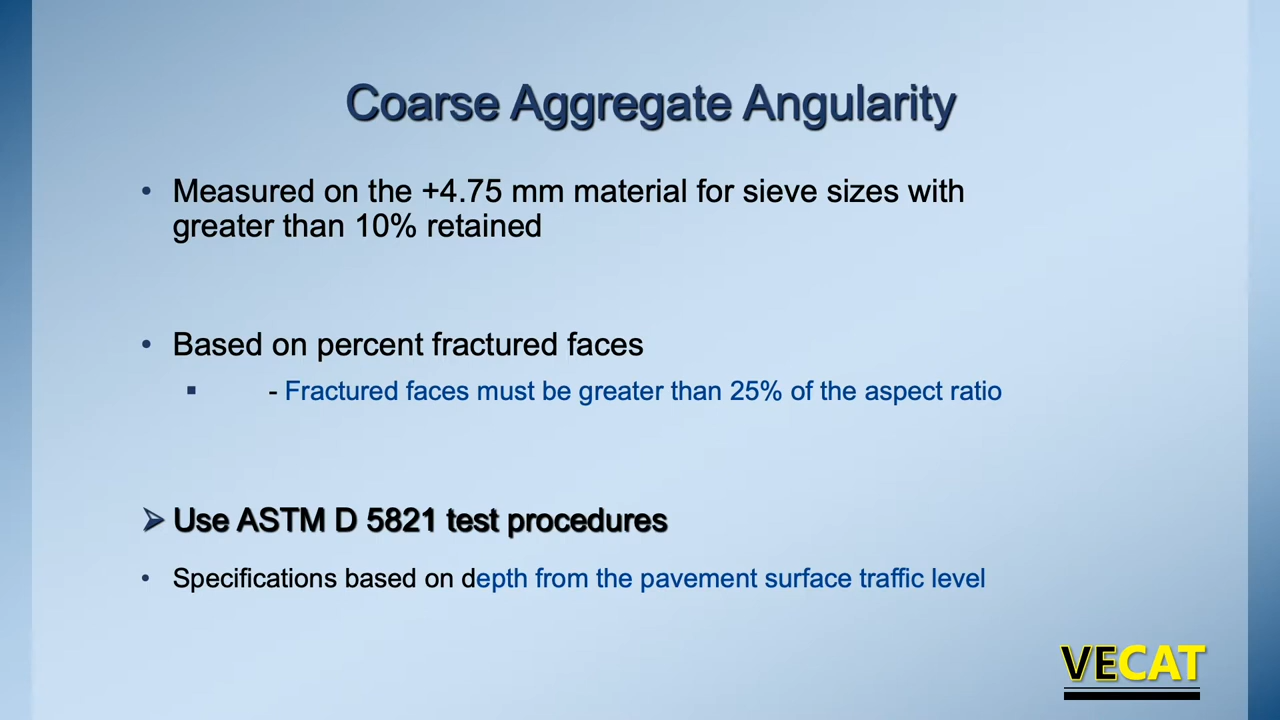 Coarse Aggregate Angularity
• Measured on the +4.75 mm material for sieve sizes with
greater than 10% retained
• Based on percent fractured faces
▪ - Fractured faces must be greater than 25% of the aspect ratio
➢ Use ASTM D 5821 test procedures
• Specifications based on depth from the pavement surface traffic level
VECAT